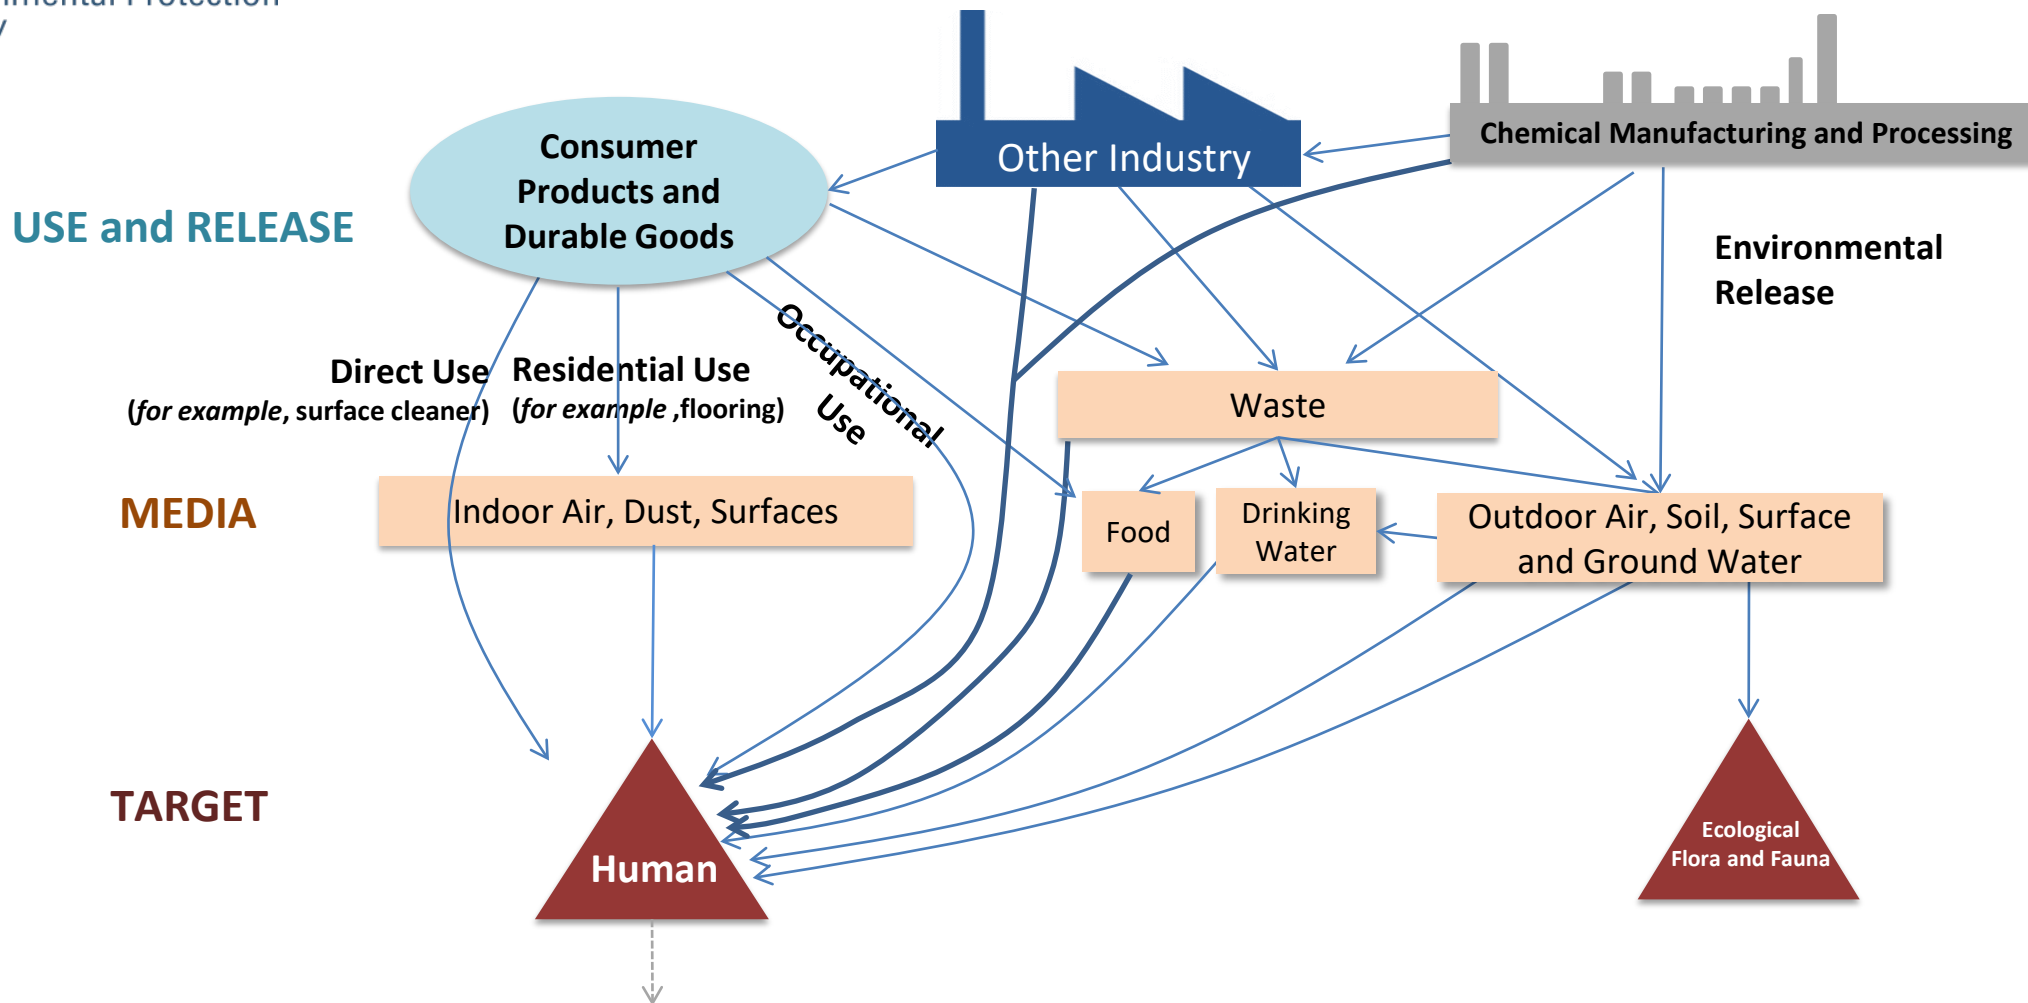 Protection
Consumer
Products and
Durable Goods
Other Industry
Chemical Manufacturing and Processing
USE and RELEASE
Environmental
Release
Direct Use
(for example, surface cleaner)
Residential Use
(for example ,flooring)
Occupational
Use
Waste
MEDIA
Indoor Air, Dust, Surfaces
Food
Drinking
Water
Outdoor Air, Soil, Surface
and Ground Water
TARGET
Human
Ecological
Flora and Fauna